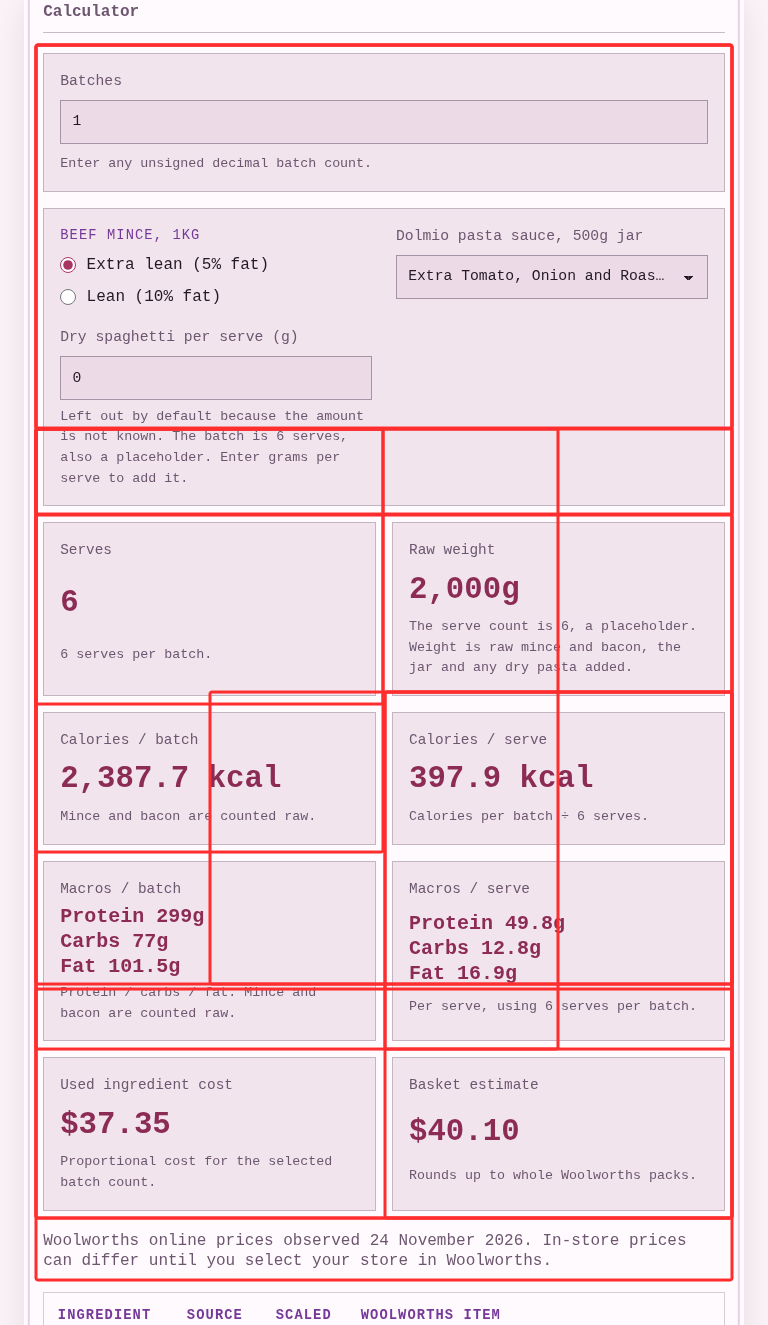 Calculator
Batches
1
Enter any unsigned decimal batch count.
BEEF MINCE, 1KG
Extra lean (5% fat)
Lean (10% fat)
Dolmio pasta sauce, 500g jar
Extra Tomato, Onion and Roas…
Dry spaghetti per serve (g)
0
Left out by default because the amount
is not known. The batch is 6 serves,
also a placeholder. Enter grams per
serve to add it.
Serves
6
6 serves per batch.
Raw weight
2,000g
The serve count is 6, a placeholder.
Weight is raw mince and bacon, the
jar and any dry pasta added.
Calories / batch
2,387.7 kcal
Mince and bacon are counted raw.
Calories / serve
397.9 kcal
Calories per batch ÷ 6 serves.
Macros / batch
Protein 299g
Carbs 77g
Fat 101.5g
Protein / carbs / fat. Mince and
bacon are counted raw.
Macros / serve
Protein 49.8g
Carbs 12.8g
Fat 16.9g
Per serve, using 6 serves per batch.
Used ingredient cost
$37.35
Proportional cost for the selected
batch count.
Basket estimate
$40.10
Rounds up to whole Woolworths packs.
Woolworths online prices observed 24 November 2026. In-store prices
can differ until you select your store in Woolworths.
INGREDIENT SOURCE SCALED WOOLWORTHS ITEM